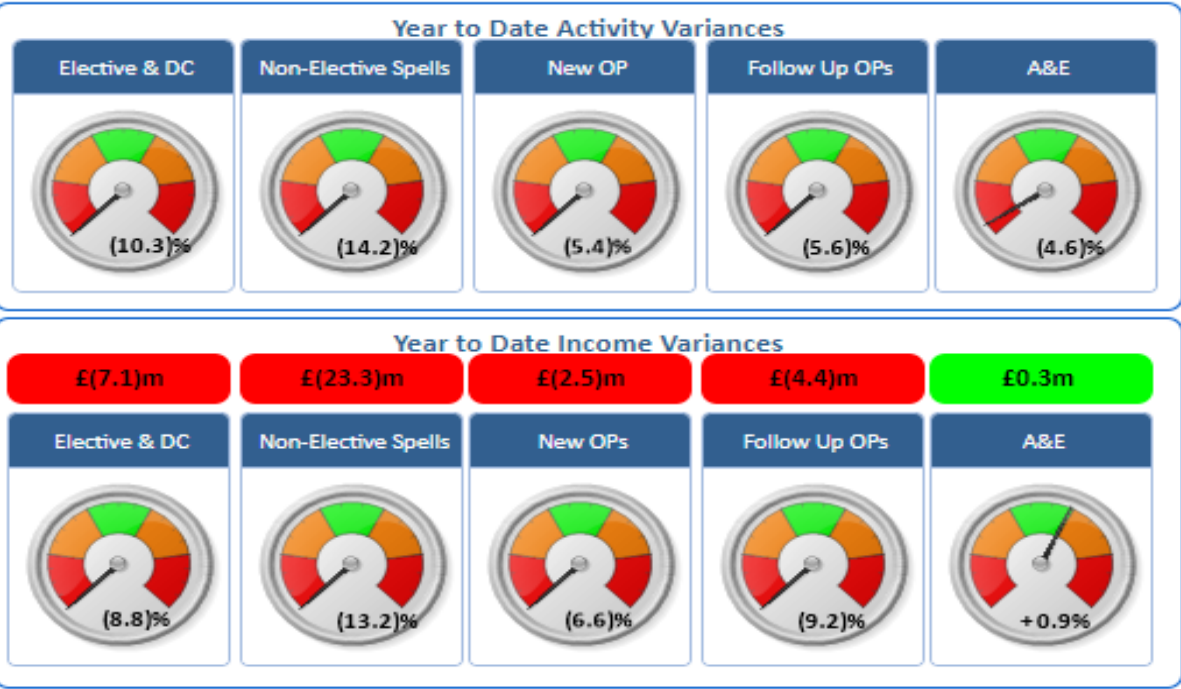 Year to Date Activity Variances
Elective & DC Non-Elective Spells New OP Follow Up OPs A&E
(10.3)% (14.2)% (5.4)% (5.6)% (4.6)%
Year to Date Income Variances
£(7.1)m £(23.3)m £(2.5)m £(4.4)m £0.3m
Elective & DC Non-Elective Spells New OPs Follow Up OPs A&E
(8.8)% (13.2)% (6.6)% (9.2)% +0.9%